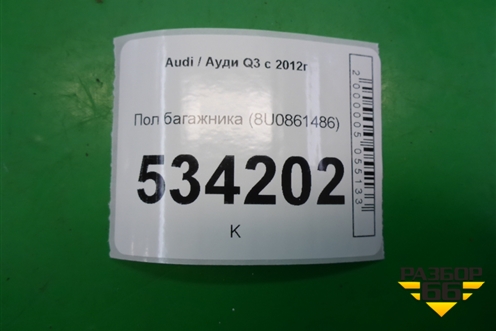 Audi / Ауди Q3 с 2012г
Пол багажника (8U0861486)
534202
K
2000005055133
РАЗБОР
66